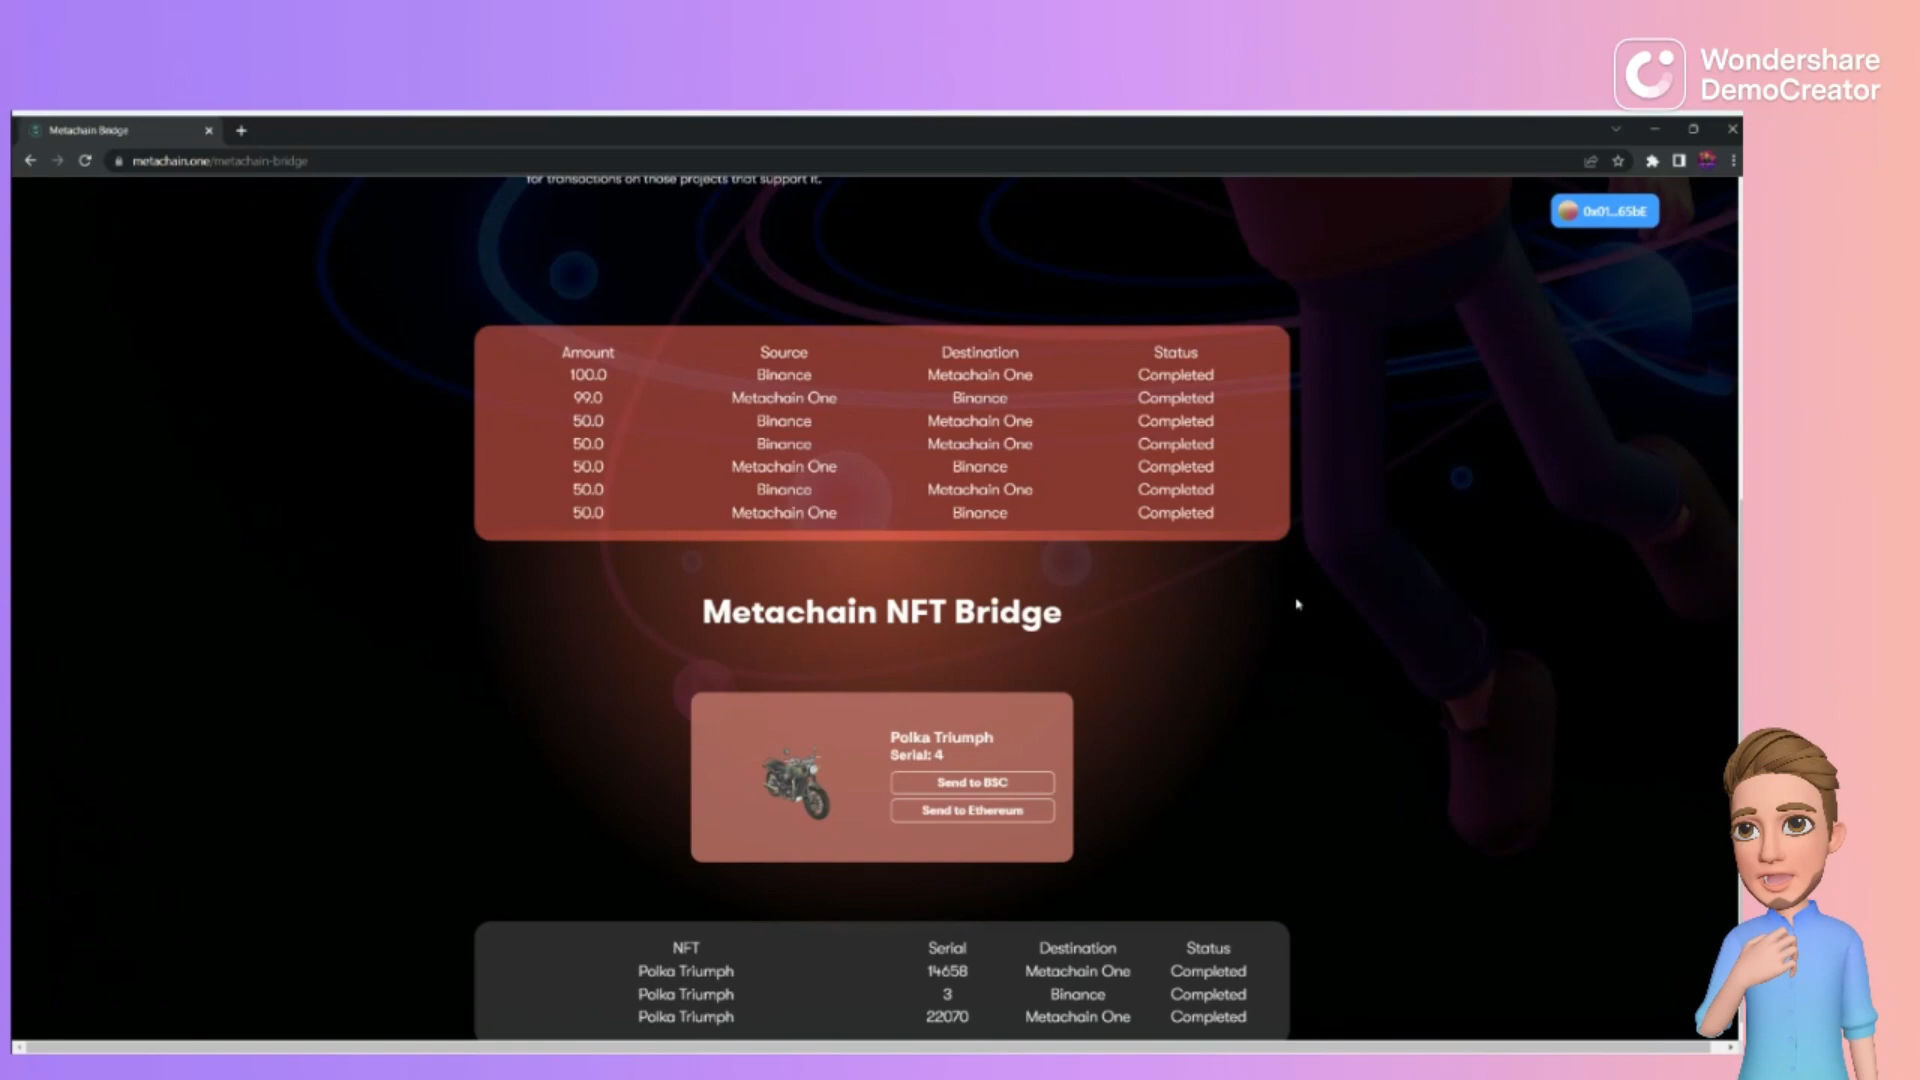 Wondershare
DemoCreator
Metachain Bridge
metachain.one/metachain-bridge
for transactions on those projects that support it.
0x01...65bE
Amount Source Destination Status
100.0 Binance Metachain One Completed
99.0 Metachain One Binance Completed
50.0 Binance Metachain One Completed
50.0 Binance Metachain One Completed
50.0 Metachain One Binance Completed
50.0 Binance Metachain One Completed
50.0 Metachain One Binance Completed
Metachain NFT Bridge
Polka Triumph
Serial: 4
Send to BSC
Send to Ethereum
NFT Serial Destination Status
Polka Triumph 14658 Metachain One Completed
Polka Triumph 3 Binance Completed
Polka Triumph 22070 Metachain One Completed